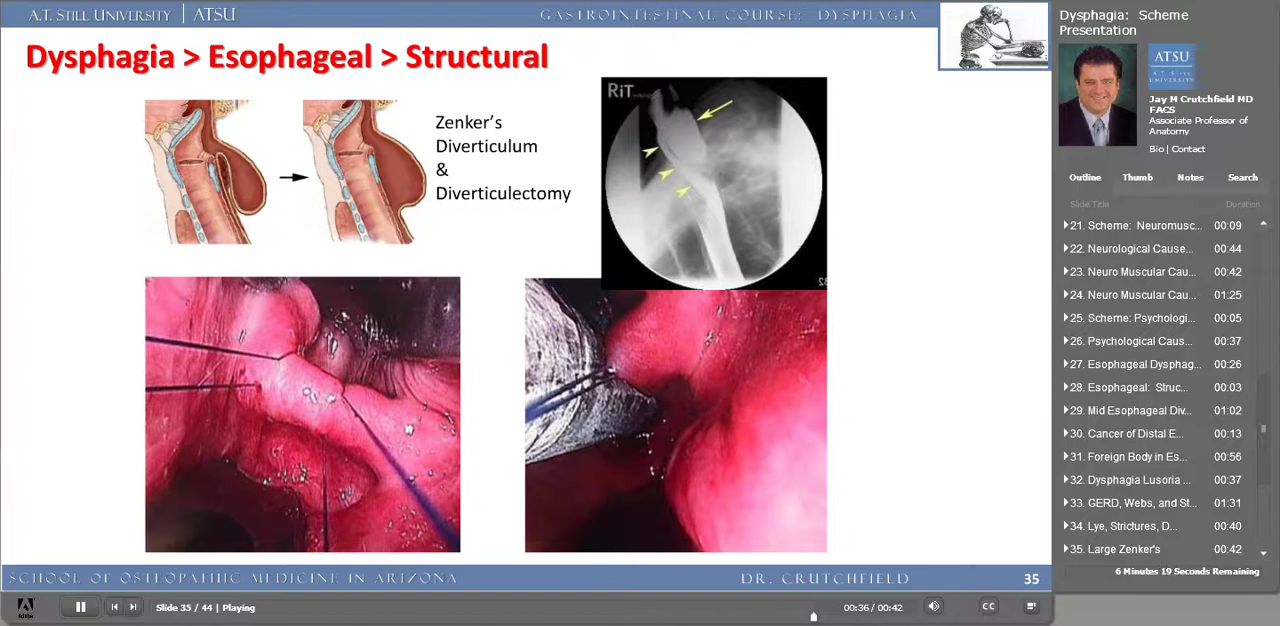 A.T. STILL UNIVERSITY | ATSU
GASTROINTESTINAL COURSE: DYSPHAGIA
Dysphagia > Esophageal > Structural
Zenker's
Diverticulum
&
Diverticulectomy
RiT
SCHOOL OF OSTEOPATHIC MEDICINE IN ARIZONA
DR. CRUTCHFIELD
35
Adobe
Slide 35 / 44 | Playing
00:36 / 00:42
CC
Dysphagia: Scheme
Presentation
ATSU
A.T. STILL
UNIVERSITY
Jay M Crutchfield MD
FACS
Associate Professor of
Anatomy
Bio | Contact
Outline Thumb Notes Search
Slide Title Duration
21. Scheme: Neuromusc... 00:09
22. Neurological Cause... 00:44
23. Neuro Muscular Cau... 00:42
24. Neuro Muscular Cau... 01:25
25. Scheme: Psychologi... 00:05
26. Psychological Caus... 00:37
27. Esophageal Dysphag... 00:26
28. Esophageal: Struc... 00:03
29. Mid Esophageal Div... 01:02
30. Cancer of Distal E... 00:13
31. Foreign Body in Es... 00:56
32. Dysphagia Lusoria ... 00:37
33. GERD, Webs, and St... 01:31
34. Lye, Strictures, D... 00:40
35. Large Zenker's 00:42
6 Minutes 19 Seconds Remaining